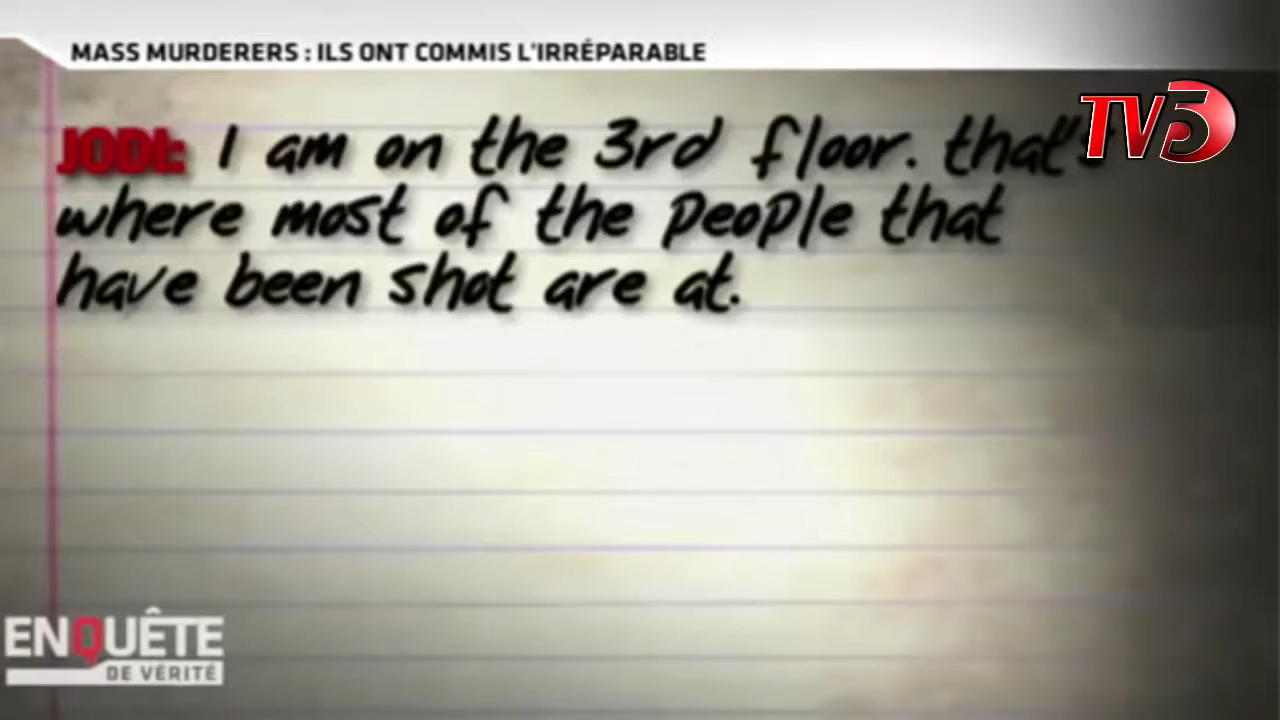 MASS MURDERERS : ILS ONT COMMIS L'IRRÉPARABLE
TV5
JODI: I am on the 3rd floor. that's
where most of the people that
have been shot are at.
ENQUÊTE
DE VÉRITÉ